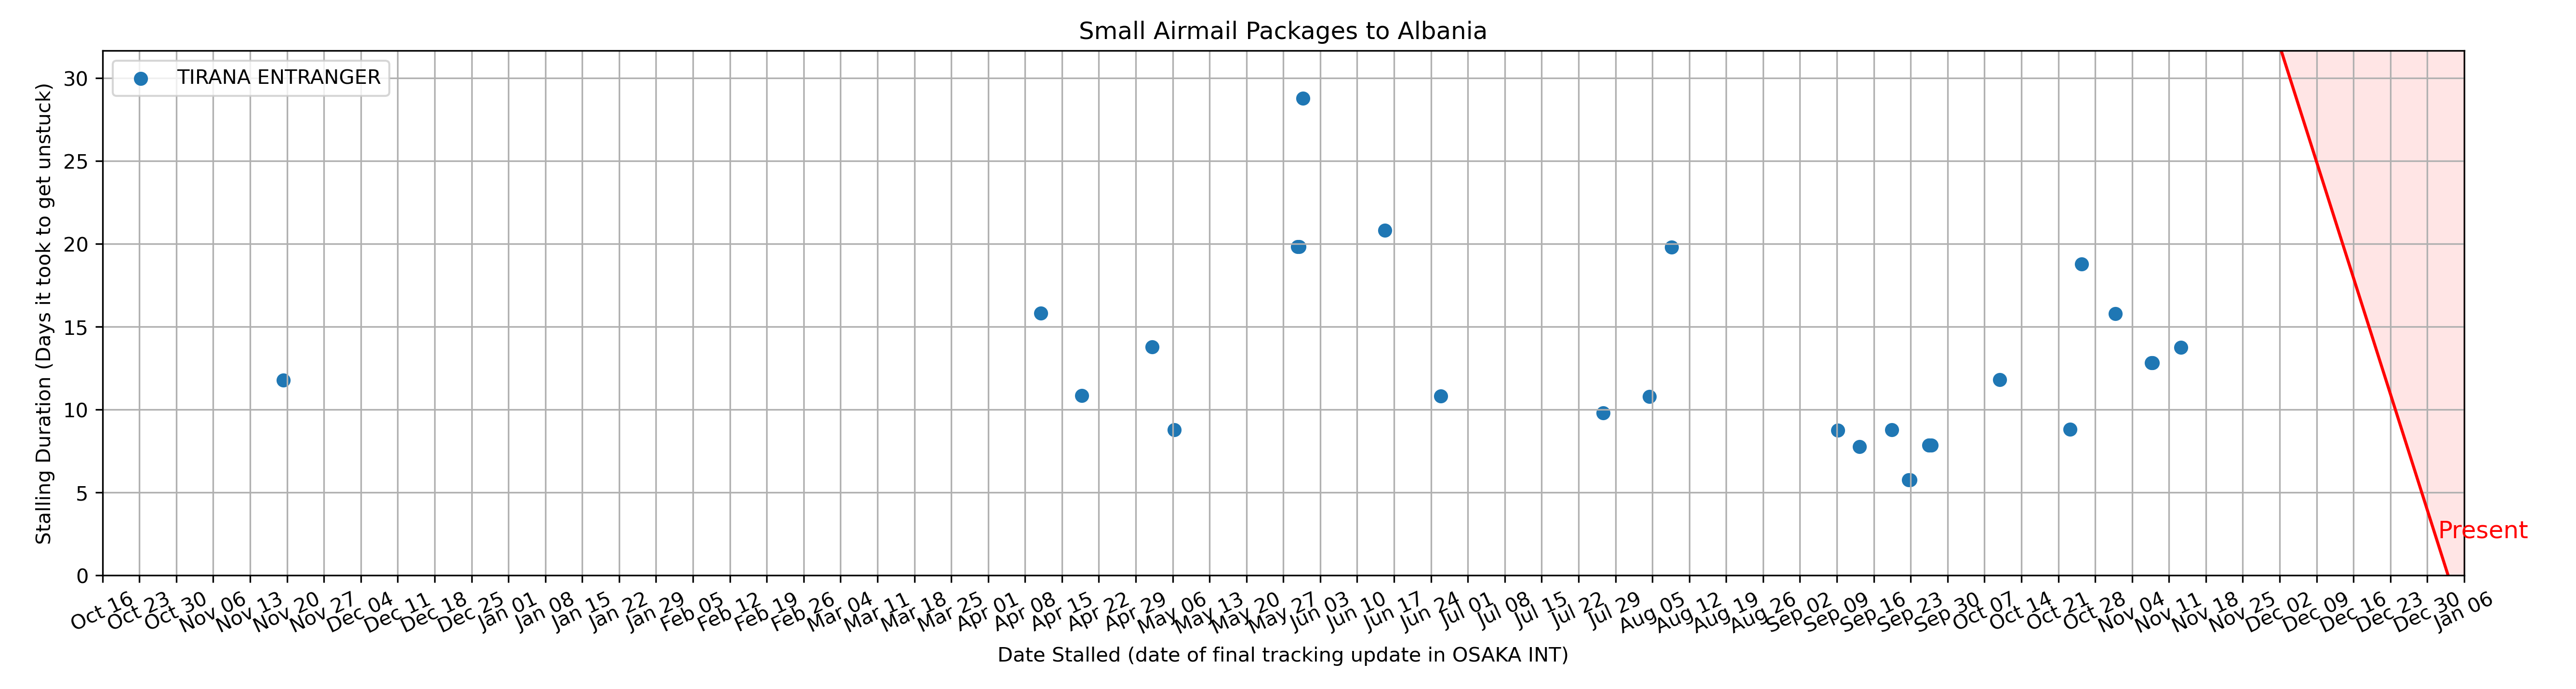 Small Airmail Packages to Albania
TIRANA ENTRANGER
Stalling Duration (Days it took to get unstuck)
30
25
20
15
10
5
0
Present
Oct 16
Oct 23
Oct 30
Nov 06
Nov 13
Nov 20
Nov 27
Dec 04
Dec 11
Dec 18
Dec 25
Jan 01
Jan 08
Jan 15
Jan 22
Jan 29
Feb 05
Feb 12
Feb 19
Feb 26
Mar 04
Mar 11
Mar 18
Mar 25
Apr 01
Apr 08
Apr 15
Apr 22
Apr 29
May 06
May 13
May 20
May 27
Jun 03
Jun 10
Jun 17
Jun 24
Jul 01
Jul 08
Jul 15
Jul 22
Jul 29
Aug 05
Aug 12
Aug 19
Aug 26
Sep 02
Sep 09
Sep 16
Sep 23
Sep 30
Oct 07
Oct 14
Oct 21
Oct 28
Nov 04
Nov 11
Nov 18
Nov 25
Dec 02
Dec 09
Dec 16
Dec 23
Dec 30
Jan 06
Date Stalled (date of final tracking update in OSAKA INT)